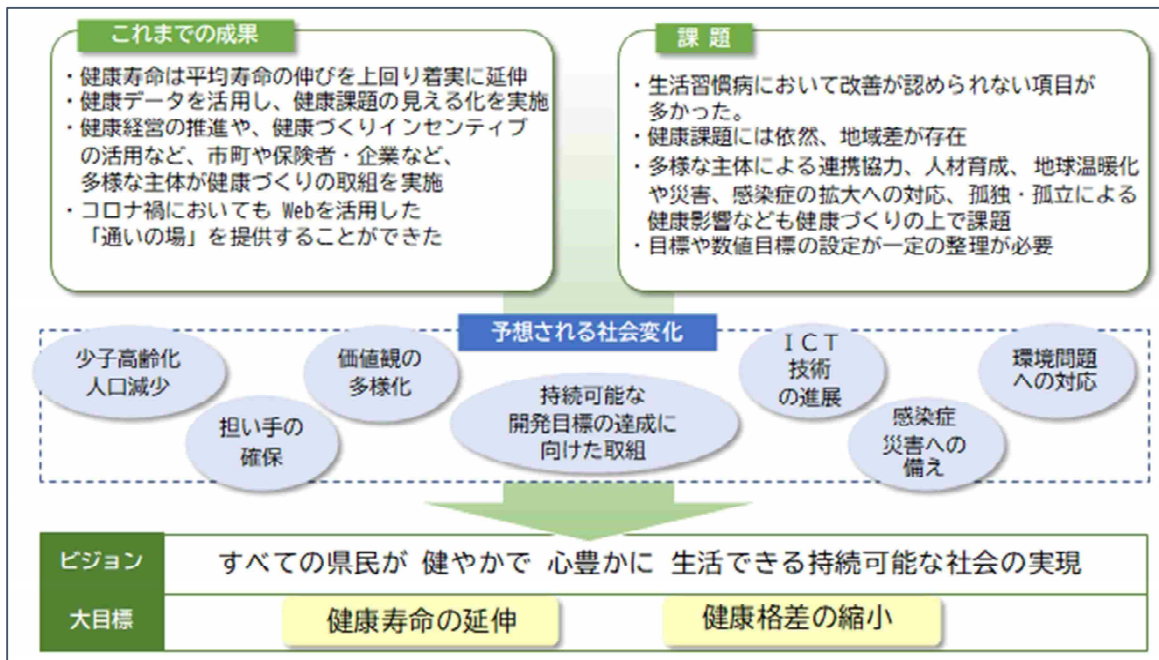 これまでの成果
・健康寿命は平均寿命の伸びを上回り着実に延伸
・健康データを活用し、健康課題の見える化を実施
・健康経営の推進や、健康づくりインセンティブ
の活用など、市町や保険者・企業など、
多様な主体が健康づくりの取組を実施
・コロナ禍においても Webを活用した
「通いの場」を提供することができた
課 題
・生活習慣病において改善が認められない項目が
多かった。
・健康課題には依然、地域差が存在
・多様な主体による連携協力、人材育成、地球温暖化
や災害、感染症の拡大への対応、孤独・孤立による
健康影響なども健康づくりの上で課題
・目標や数値目標の設定が一定の整理が必要
予想される社会変化
少子高齢化
人口減少
担い手の
確保
価値観の
多様化
持続可能な
開発目標の達成に
向けた取組
ＩＣＴ
技術
の進展
感染症
災害への
備え
環境問題
への対応
ビジョン
すべての県民が 健やかで 心豊かに 生活できる持続可能な社会の実現
大目標
健康寿命の延伸
健康格差の縮小